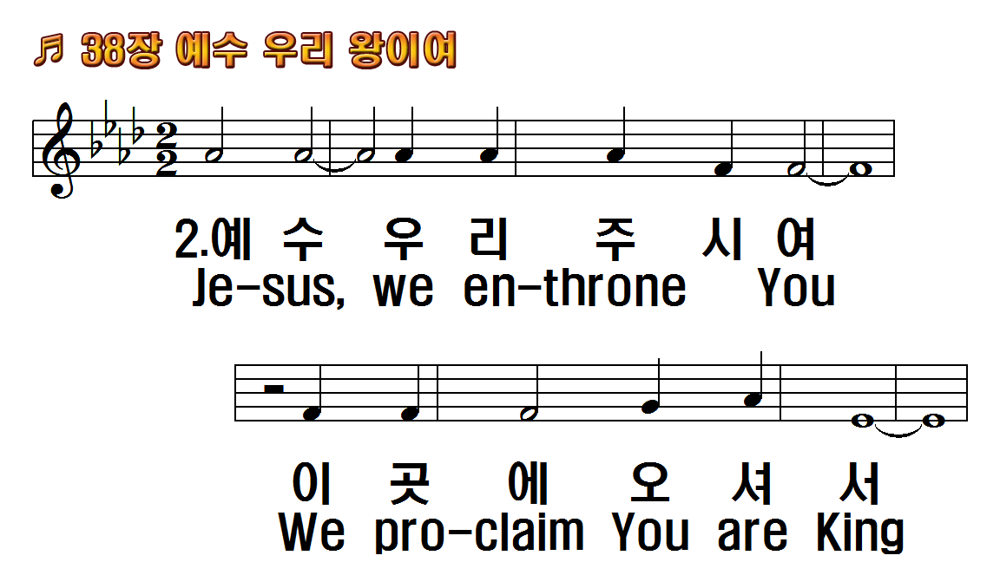 ♬ 38장 예수 우리 왕이여
2.예 수 우 리 주 시 여
Je-sus, we en-throne You
이 곳 에 오 셔 서
We pro-claim You are King